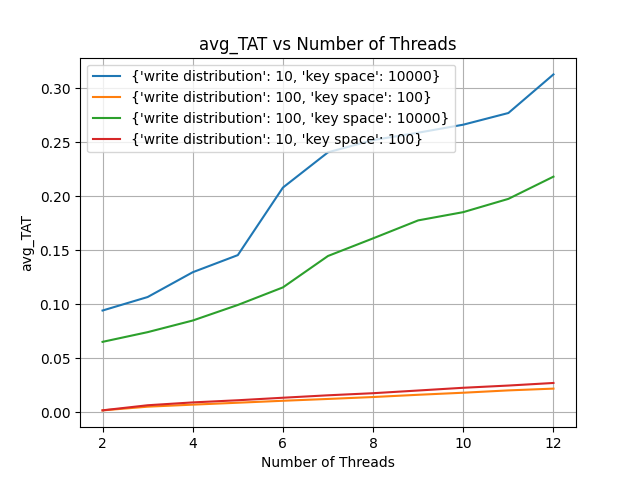 avg_TAT vs Number of Threads
{'write distribution': 10, 'key space': 10000}
{'write distribution': 100, 'key space': 100}
{'write distribution': 100, 'key space': 10000}
{'write distribution': 10, 'key space': 100}
0.30
0.25
0.20
0.15
0.10
0.05
0.00
avg_TAT
2 4 6 8 10 12
Number of Threads